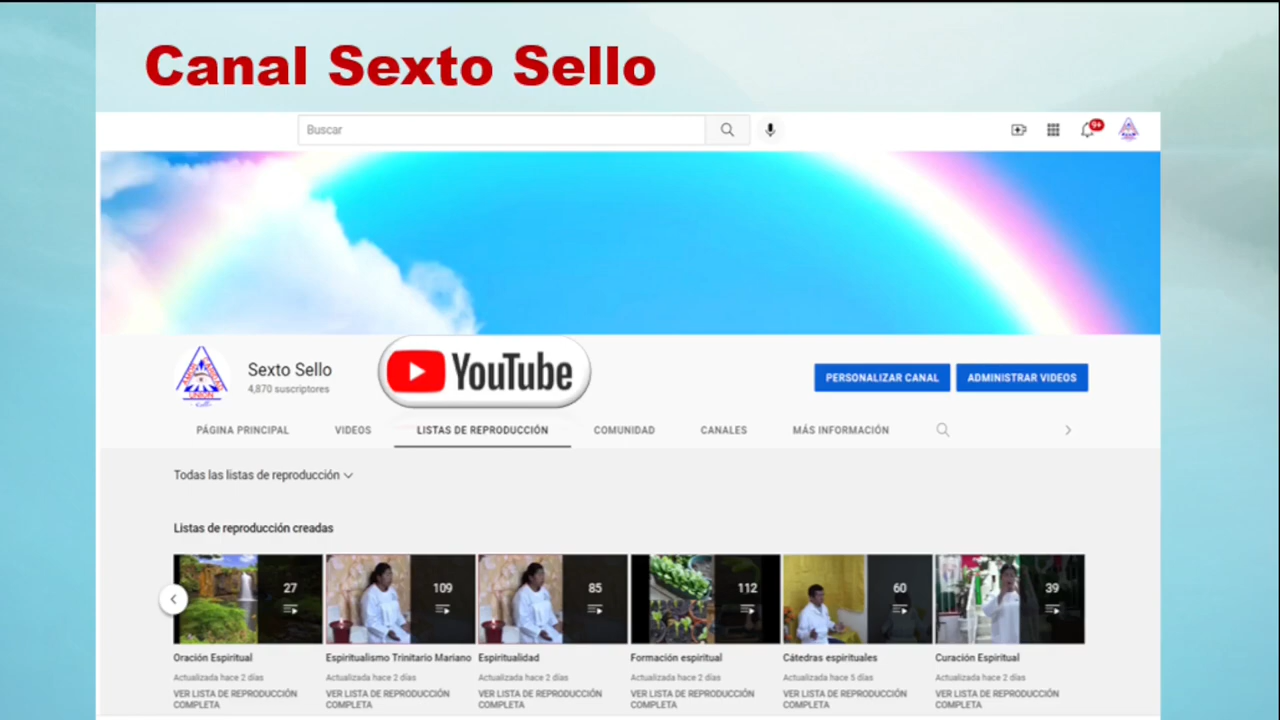 Canal Sexto Sello
Buscar
9+
Sexto Sello
4,870 suscriptores
YouTube
PERSONALIZAR CANAL
ADMINISTRAR VIDEOS
PÁGINA PRINCIPAL VIDEOS LISTAS DE REPRODUCCIÓN COMUNIDAD CANALES MÁS INFORMACIÓN
Todas las listas de reproducción
Listas de reproducción creadas
27 109 85 112 60 39
Oración Espiritual Espiritualismo Trinitario Mariano Espiritualidad Formación espiritual Cátedras espirituales Curación Espiritual
Actualizada hace 2 días Actualizada hace 2 días Actualizada hace 2 días Actualizada hace 2 días Actualizada hace 5 días Actualizada hace 2 días
VER LISTA DE REPRODUCCIÓN VER LISTA DE REPRODUCCIÓN VER LISTA DE REPRODUCCIÓN VER LISTA DE REPRODUCCIÓN VER LISTA DE REPRODUCCIÓN VER LISTA DE REPRODUCCIÓN
COMPLETA COMPLETA COMPLETA COMPLETA COMPLETA COMPLETA